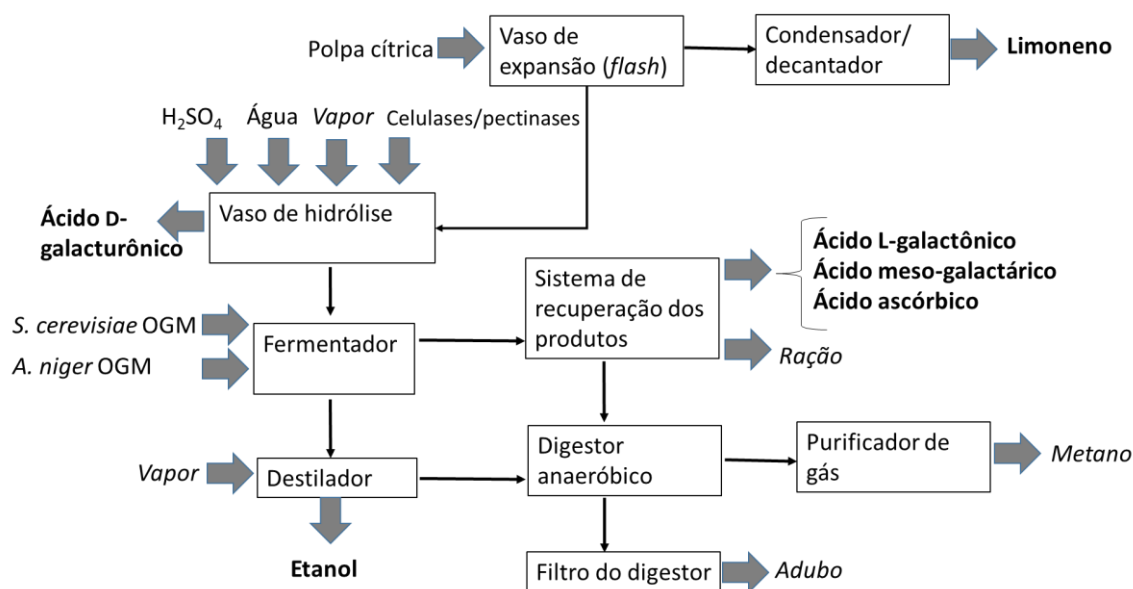 Polpa cítrica
Vaso de
expansão (flash)
Condensador/
decantador
Limoneno
H₂SO₄
Água
Vapor
Celulases/pectinases
Ácido D-
galacturônico
Vaso de hidrólise
Sistema de
recuperação dos
produtos
Ácido L-galactônico
Ácido meso-galactárico
Ácido ascórbico
S. cerevisiae OGM
A. niger OGM
Fermentador
Ração
Vapor
Destilador
Digestor
anaeróbico
Purificador de
gás
Metano
Etanol
Filtro do digestor
Adubo